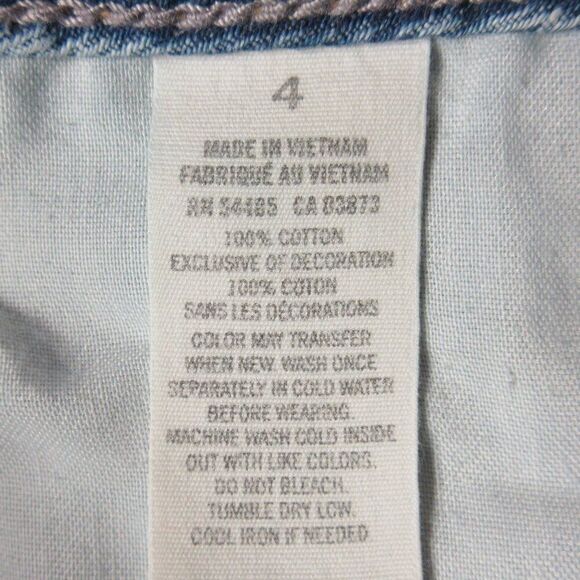 4
MADE IN VIETNAM
FABRIQUÉ AU VIETNAM
RN 54485 CA 03873
100% COTTON
EXCLUSIVE OF DECORATION
100% COTON
SANS LES DÉCORATIONS
COLOR MAY TRANSFER
WHEN NEW. WASH ONCE
SEPARATELY IN COLD WATER
BEFORE WEARING.
MACHINE WASH COLD INSIDE
OUT WITH LIKE COLORS.
DO NOT BLEACH.
TUMBLE DRY LOW.
COOL IRON IF NEEDED